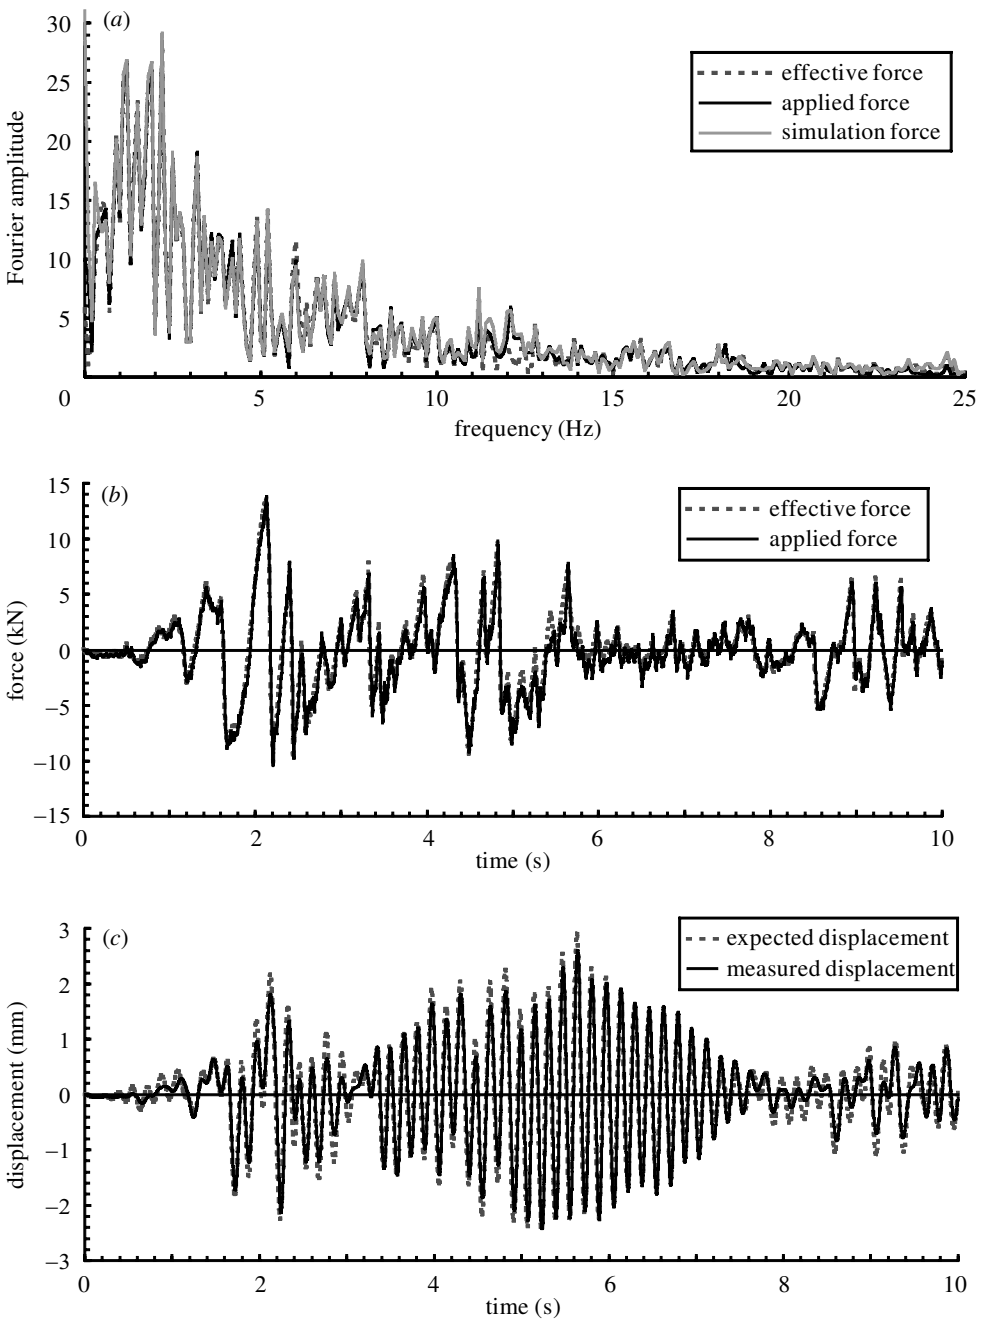 (a)
30
25
20
15
10
5
Fourier amplitude
effective force
applied force
simulation force
0 5 10 15 20 25
frequency (Hz)
(b)
15
10
5
0
−5
−10
−15
force (kN)
effective force
applied force
0 2 4 6 8 10
time (s)
(c)
3
2
1
0
−1
−2
−3
displacement (mm)
expected displacement
measured displacement
0 2 4 6 8 10
time (s)